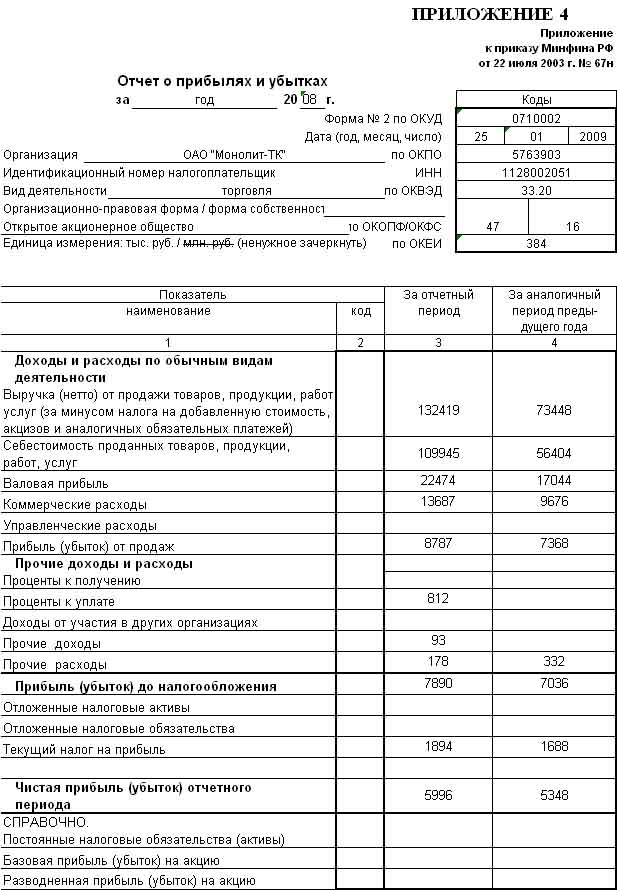 ПРИЛОЖЕНИЕ 4
Приложение
к приказу Минфина РФ
от 22 июля 2003 г. № 67н
Отчет о прибылях и убытках
за год 20 08 г.
Коды
Форма № 2 по ОКУД 0710002
Дата (год, месяц, число) 25 01 2009
Организация ОАО "Монолит-ТК" по ОКПО 5763903
Идентификационный номер налогоплательщик ИНН 1128002051
Вид деятельности торговля по ОКВЭД 33.20
Организационно-правовая форма / форма собственност
Открытое акционерное общество ю ОКОПФ/ОКФС 47 16
Единица измерения: тыс. руб. / млн. руб. (ненужное зачеркнуть) по ОКЕИ 384
Показатель За отчетный За аналогичный
наименование код период период преды-
дущего года
1 2 3 4
Доходы и расходы по обычным видам
деятельности
Выручка (нетто) от продажи товаров, продукции, работ
услуг (за минусом налога на добавленную стоимость, 132419 73448
акцизов и аналогичных обязательных платежей)
Себестоимость проданных товаров, продукции,
работ, услуг 109945 56404
Валовая прибыль 22474 17044
Коммерческие расходы 13687 9676
Управленческие расходы
Прибыль (убыток) от продаж 8787 7368
Прочие доходы и расходы
Проценты к получению
Проценты к уплате 812
Доходы от участия в других организациях
Прочие доходы 93
Прочие расходы 178 332
Прибыль (убыток) до налогообложения 7890 7036
Отложенные налоговые активы
Отложенные налоговые обязательства
Текущий налог на прибыль 1894 1688
Чистая прибыль (убыток) отчетного
периода 5996 5348
СПРАВОЧНО.
Постоянные налоговые обязательства (активы)
Базовая прибыль (убыток) на акцию
Разводненная прибыль (убыток) на акцию